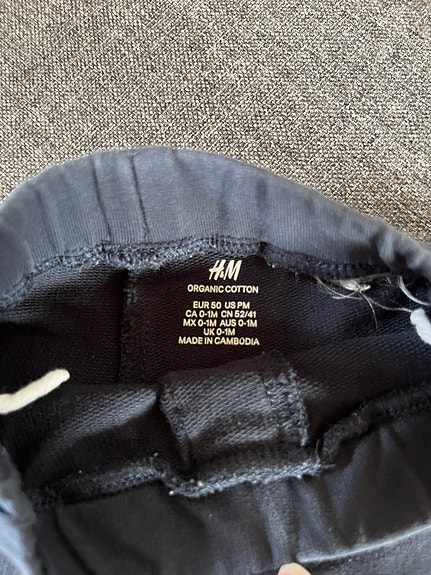 H&M
ORGANIC COTTON
EUR 50 US PM
CA 0-1M CN 52/41
MX 0-1M AUS 0-1M
UK 0-1M
MADE IN CAMBODIA